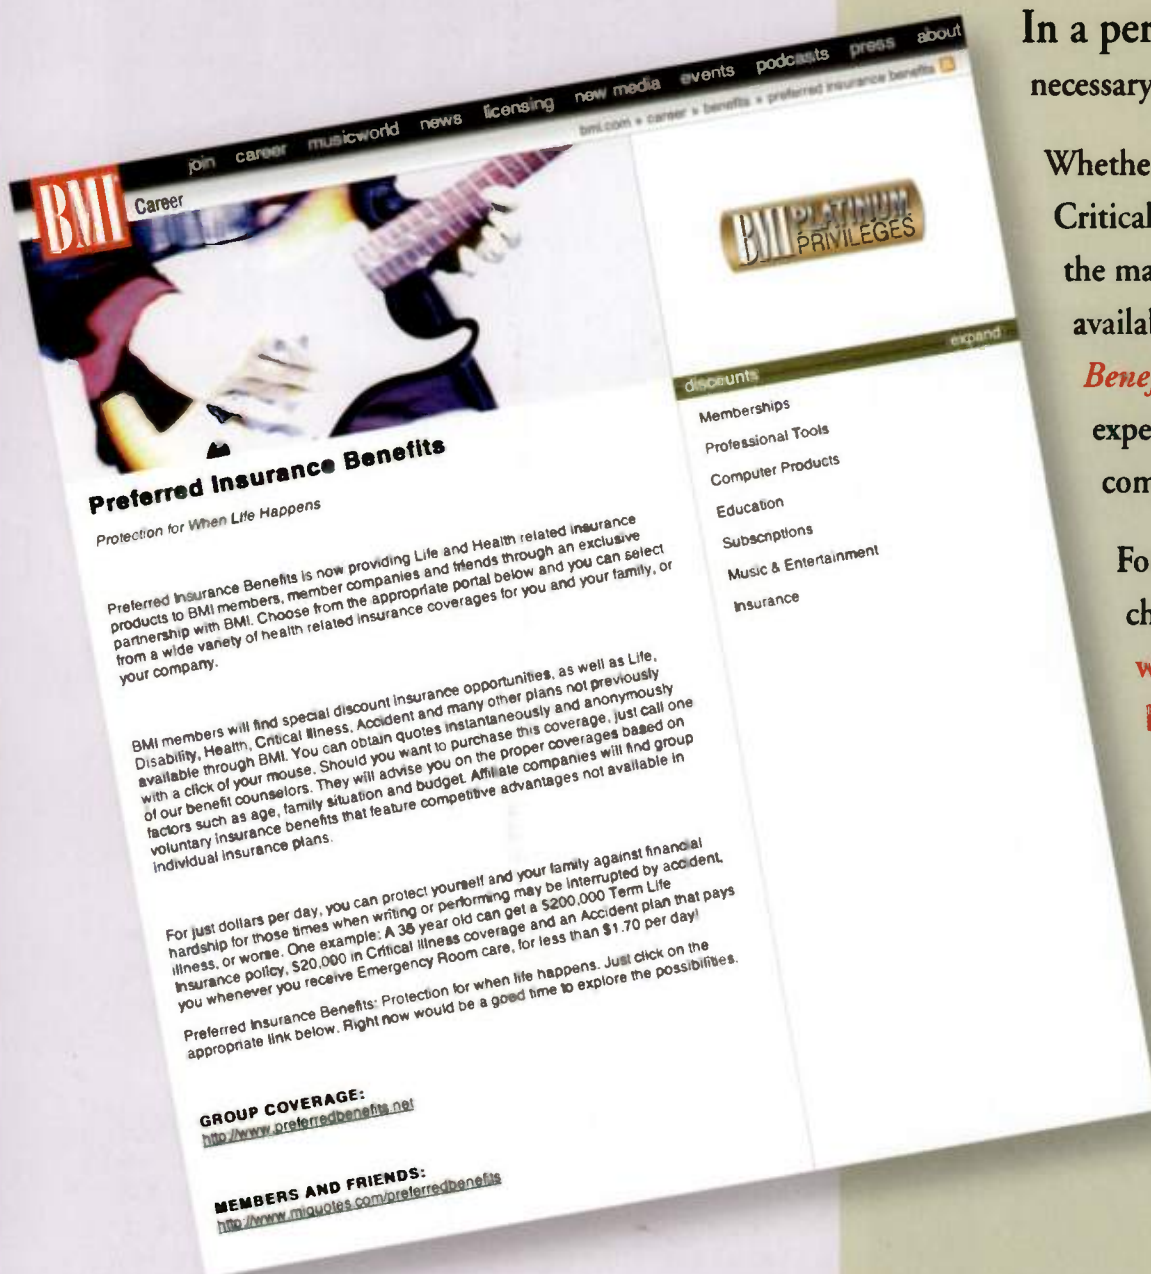 join career musicworld news licensing new media events podcasts press about
bmi.com » career » benefits » preferred insurance benefits
BMI
Career
BMI PLATINUM
PRIVILEGES
Preferred Insurance Benefits
Protection for When Life Happens
Preferred Insurance Benefits is now providing Life and Health related insurance
products to BMI members, member companies and friends through an exclusive
partnership with BMI. Choose from the appropriate portal below and you can select
from a wide variety of health related insurance coverages for you and your family, or
your company.
BMI members will find special discount insurance opportunities, as well as Life,
Disability, Health, Critical Illness, Accident and many other plans not previously
available through BMI. You can obtain quotes instantaneously and anonymously
with a click of your mouse. Should you want to purchase this coverage, just call one
of our benefit counselors. They will advise you on the proper coverages based on
factors such as age, family situation and budget. Affiliate companies will find group
voluntary insurance benefits that feature competitive advantages not available in
individual insurance plans.
For just dollars per day, you can protect yourself and your family against financial
hardship for those times when writing or performing may be interrupted by accident,
illness, or worse. One example: A 35 year old can get a $200,000 Term Life
Insurance policy, $20,000 in Critical Illness coverage and an Accident plan that pays
you whenever you receive Emergency Room care, for less than $1.70 per day!
Preferred Insurance Benefits: Protection for when life happens. Just click on the
appropriate link below. Right now would be a good time to explore the possibilities.
GROUP COVERAGE:
http://www.preferredbenefits.net
MEMBERS AND FRIENDS:
http://www.miquotes.com/preferredbenefits
discounts
expand
Memberships
Professional Tools
Computer Products
Education
Subscriptions
Music & Entertainment
Insurance
In a per
necessary
Whethe
Critical
the ma
availal
Benef
expe
com
Fo
ch
w